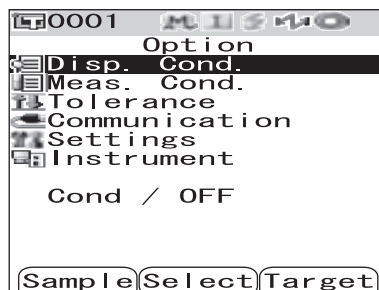 0001
Option
Disp. Cond.
Meas. Cond.
Tolerance
Communication
Settings
Instrument
Cond / OFF
Sample Select Target